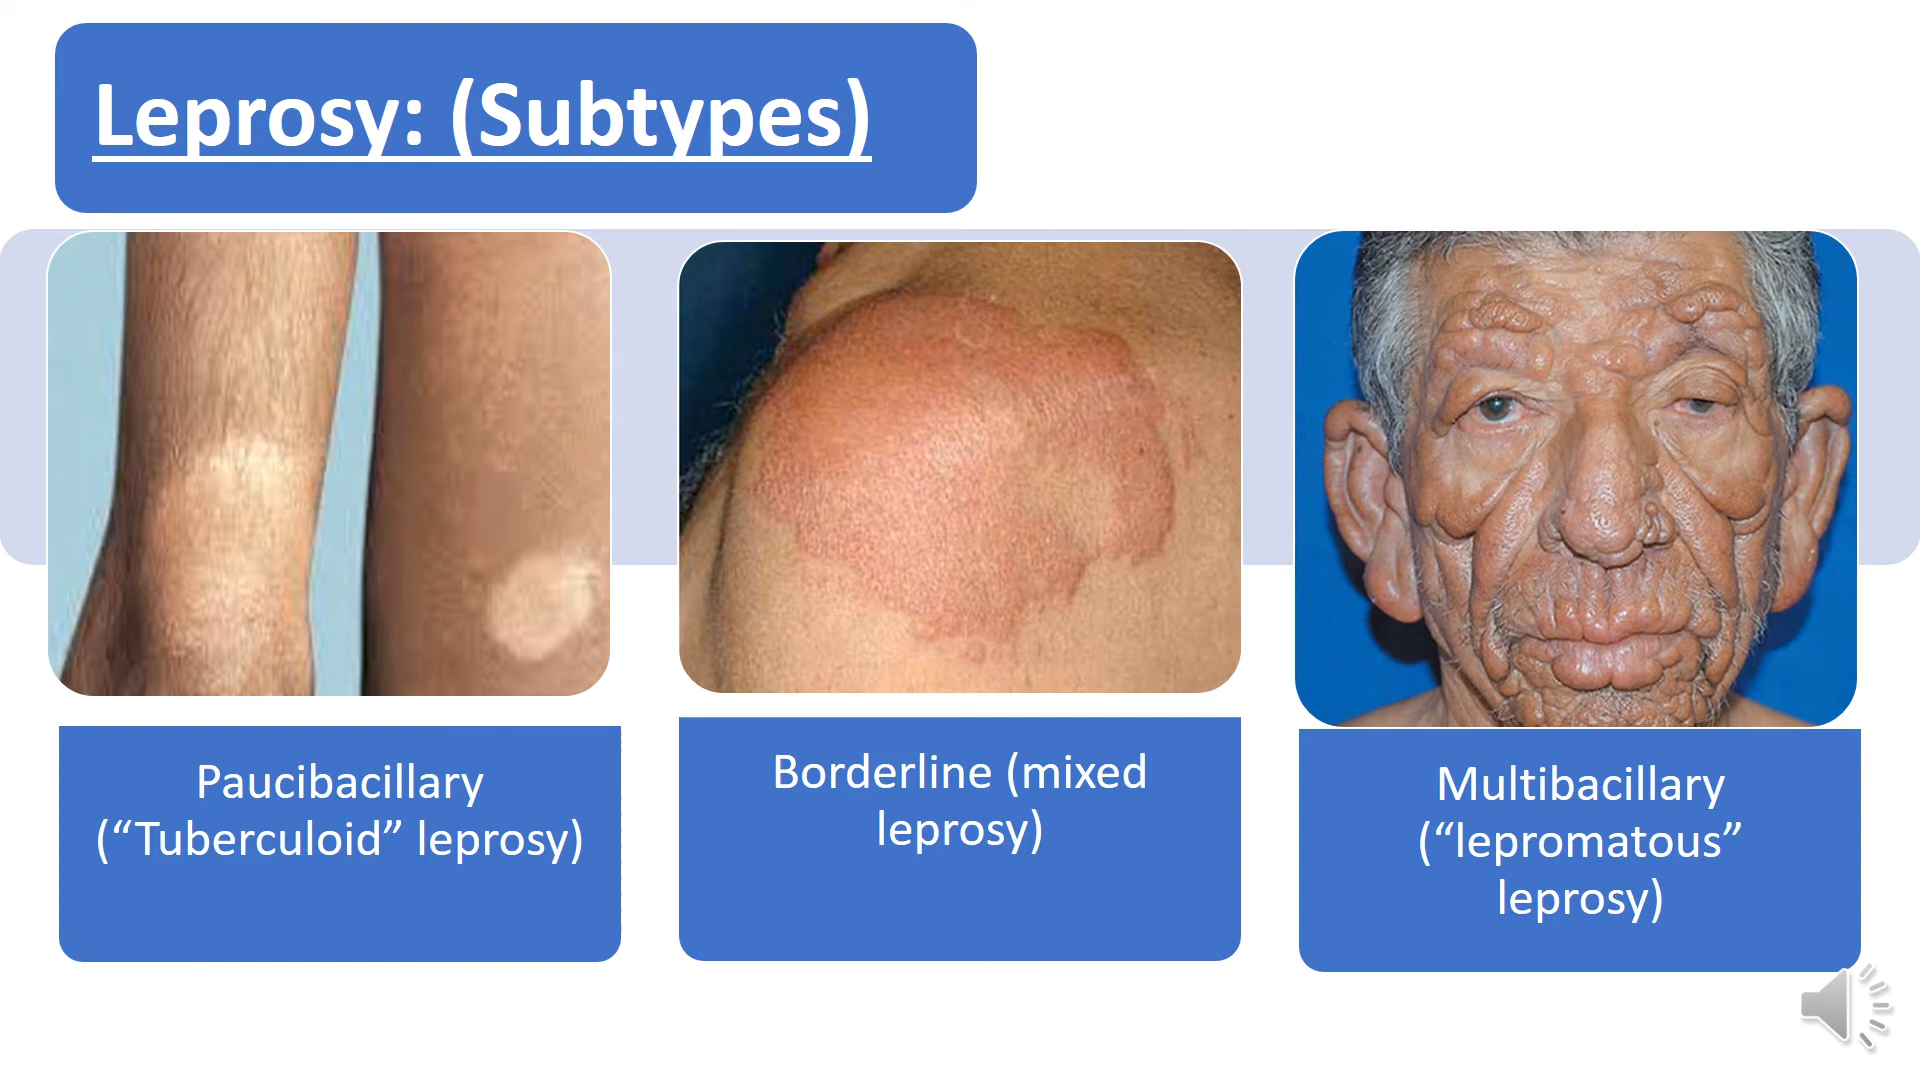 Leprosy: (Subtypes)
Paucibacillary
(“Tuberculoid” leprosy)
Borderline (mixed
leprosy)
Multibacillary
(“lepromatous”
leprosy)